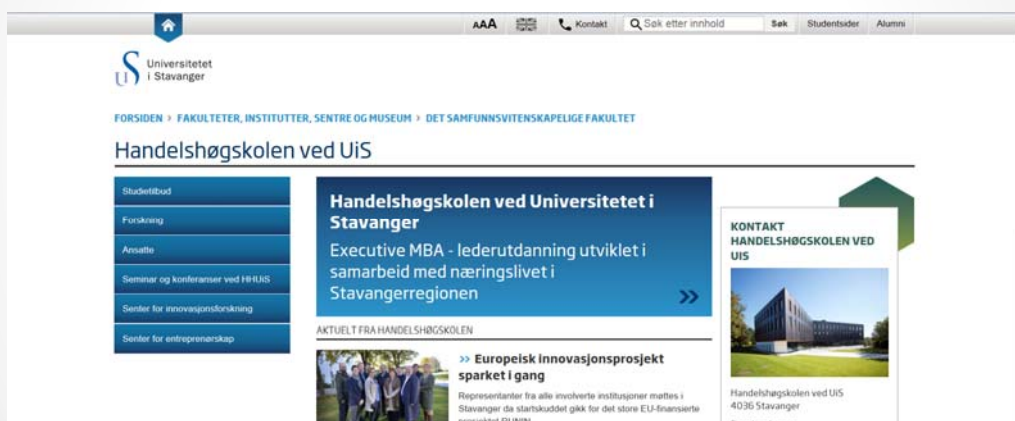 AAA Kontakt Søk etter innhold Søk Studentsider Alumni
Universitetet
i Stavanger
FORSIDEN > FAKULTETER, INSTITUTTER, SENTRE OG MUSEUM > DET SAMFUNNSVITENSKAPELIGE FAKULTET
Handelshøgskolen ved UiS
Studietilbud
Forskning
Ansatte
Seminar og konferanser ved HHUiS
Senter for innovasjonsforskning
Senter for entreprenørskap
Handelshøgskolen ved Universitetet i
Stavanger
Executive MBA - lederutdanning utviklet i
samarbeid med næringslivet i
Stavangerregionen
AKTUELT FRA HANDELSHØGSKOLEN
>> Europeisk innovasjonsprosjekt
sparket i gang
Representanter fra alle involverte institusjoner møttes i
Stavanger da startskuddet gikk for det store EU-finansierte
KONTAKT
HANDELSHØGSKOLEN VED
UIS
Handelshøgskolen ved UiS
4036 Stavanger